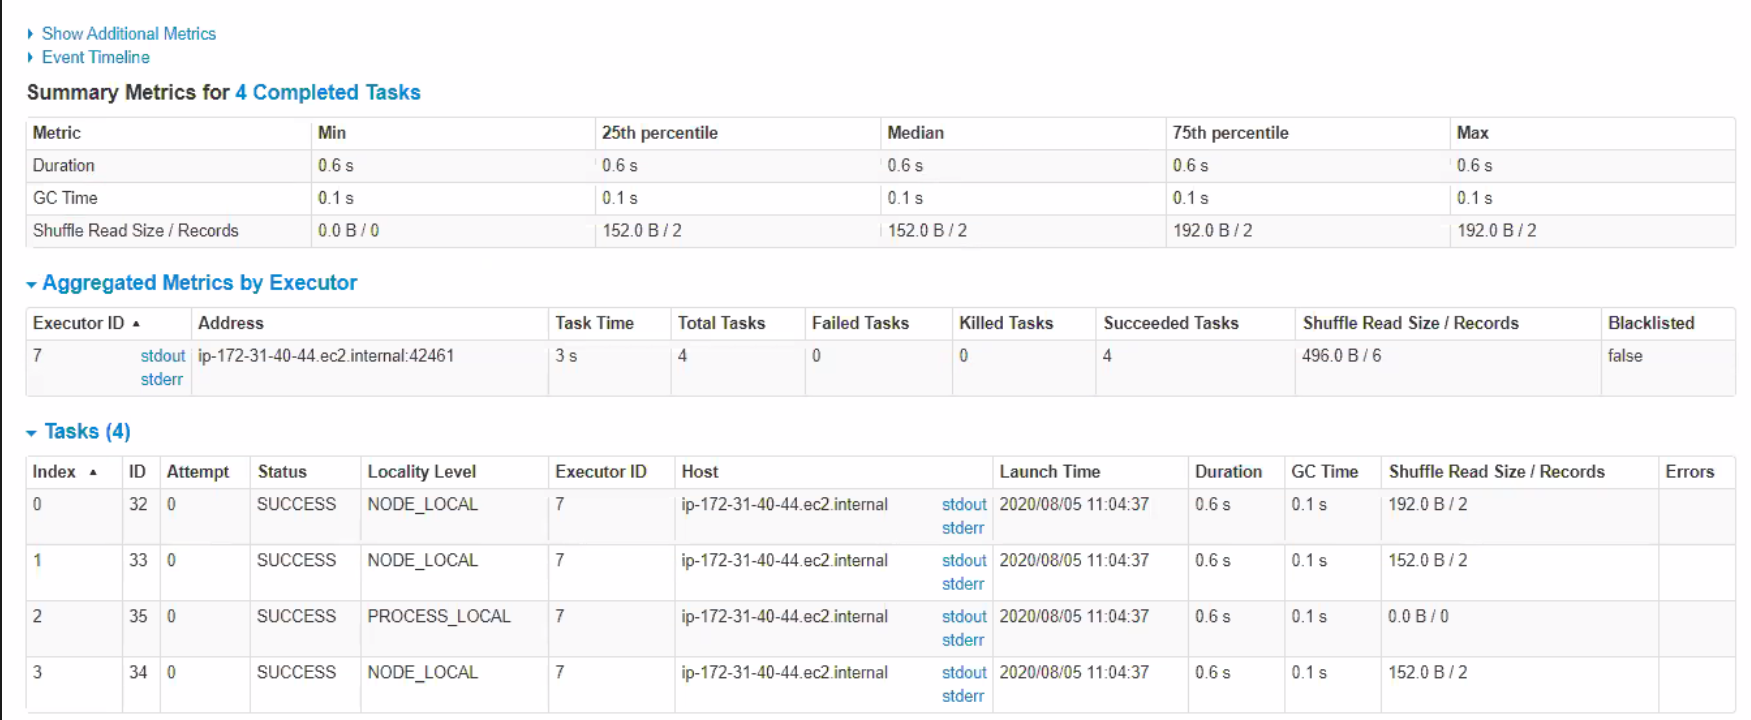 Show Additional Metrics
Event Timeline
Summary Metrics for 4 Completed Tasks
Metric Min 25th percentile Median 75th percentile Max
Duration 0.6 s 0.6 s 0.6 s 0.6 s 0.6 s
GC Time 0.1 s 0.1 s 0.1 s 0.1 s 0.1 s
Shuffle Read Size / Records 0.0 B / 0 152.0 B / 2 152.0 B / 2 192.0 B / 2 192.0 B / 2
Aggregated Metrics by Executor
Executor ID Address Task Time Total Tasks Failed Tasks Killed Tasks Succeeded Tasks Shuffle Read Size / Records Blacklisted
7 stdout ip-172-31-40-44.ec2.internal:42461 3 s 4 0 0 4 496.0 B / 6 false
stderr
Tasks (4)
Index ID Attempt Status Locality Level Executor ID Host Launch Time Duration GC Time Shuffle Read Size / Records Errors
0 32 0 SUCCESS NODE_LOCAL 7 ip-172-31-40-44.ec2.internal stdout 2020/08/05 11:04:37 0.6 s 0.1 s 192.0 B / 2
stderr
1 33 0 SUCCESS NODE_LOCAL 7 ip-172-31-40-44.ec2.internal stdout 2020/08/05 11:04:37 0.6 s 0.1 s 152.0 B / 2
stderr
2 35 0 SUCCESS PROCESS_LOCAL 7 ip-172-31-40-44.ec2.internal stdout 2020/08/05 11:04:37 0.6 s 0.1 s 0.0 B / 0
stderr
3 34 0 SUCCESS NODE_LOCAL 7 ip-172-31-40-44.ec2.internal stdout 2020/08/05 11:04:37 0.6 s 0.1 s 152.0 B / 2
stderr